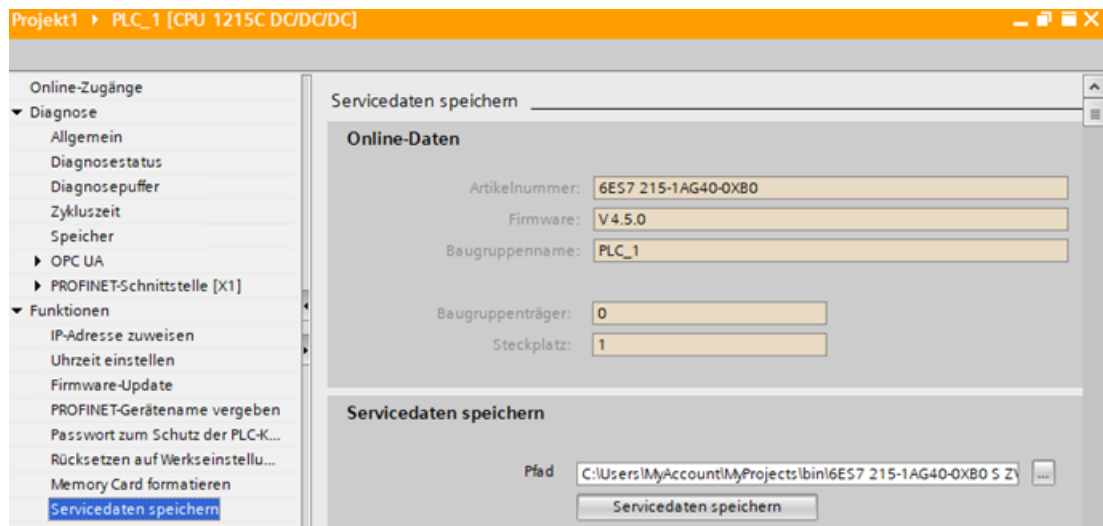 Projekt1 ▸ PLC_1 [CPU 1215C DC/DC/DC]
Online-Zugänge
Diagnose
Allgemein
Diagnosestatus
Diagnosepuffer
Zykluszeit
Speicher
OPC UA
PROFINET-Schnittstelle [X1]
Funktionen
IP-Adresse zuweisen
Uhrzeit einstellen
Firmware-Update
PROFINET-Gerätename vergeben
Passwort zum Schutz der PLC-K...
Rücksetzen auf Werkseinstellu...
Memory Card formatieren
Servicedaten speichern
Servicedaten speichern
Online-Daten
Artikelnummer: 6ES7 215-1AG40-0XB0
Firmware: V 4.5.0
Baugruppenname: PLC_1
Baugruppenträger: 0
Steckplatz: 1
Servicedaten speichern
Pfad C:\Users\MyAccount\MyProjects\bin\6ES7 215-1AG40-0XB0 S ...
Servicedaten speichern